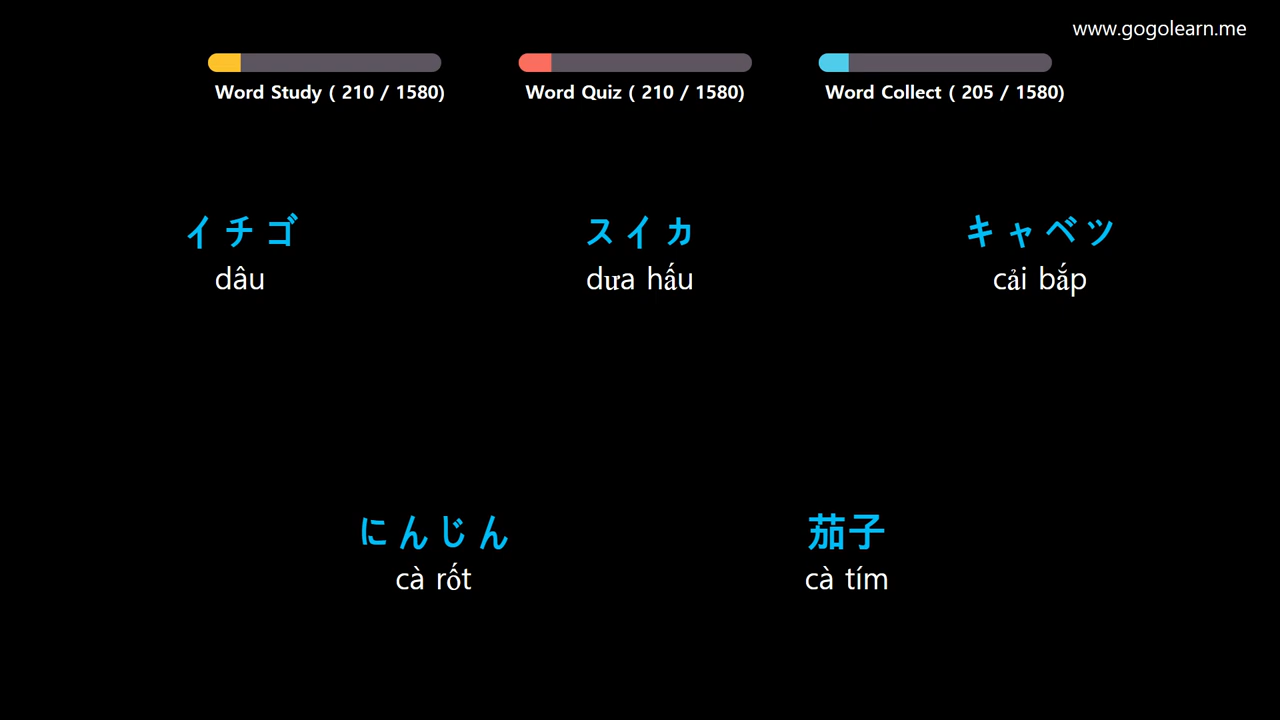 www.gogolearn.me
Word Study ( 210 / 1580)
Word Quiz ( 210 / 1580)
Word Collect ( 205 / 1580)
イチゴ
dâu
スイカ
dưa hấu
キャベツ
cải bắp
にんじん
cà rốt
茄子
cà tím